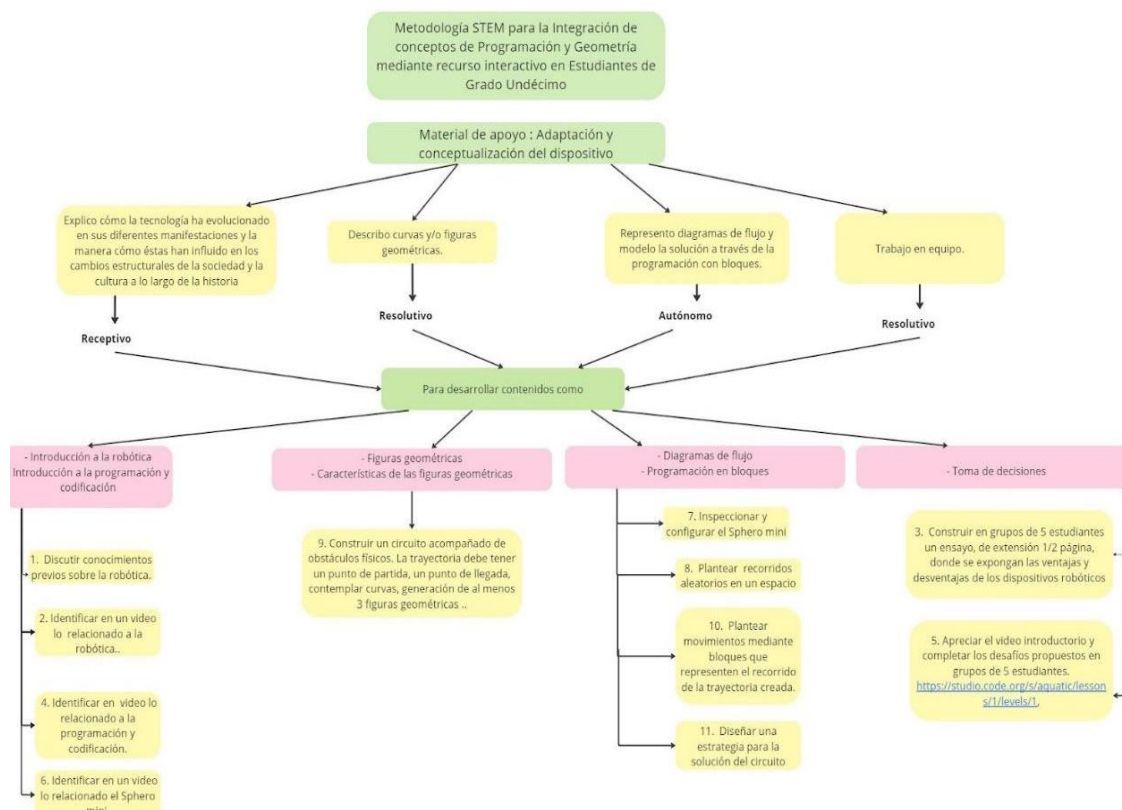 Metodología STEM para la Integración de
conceptos de Programación y Geometría
mediante recurso interactivo en Estudiantes de
Grado Undécimo
Material de apoyo : Adaptación y
conceptualización del dispositivo
Explico cómo la tecnología ha evolucionado
en sus diferentes manifestaciones y la
manera cómo éstas han influido en los
cambios estructurales de la sociedad y la
cultura a lo largo de la historia
Describo curvas y/o figuras
geométricas.
Represento diagramas de flujo y
modelo la solución a través de la
programación con bloques.
Trabajo en equipo.
Receptivo
Resolutivo
Autónomo
Resolutivo
Para desarrollar contenidos como
- Introducción a la robótica
Introducción a la programación y
codificación
- Figuras geométricas
- Características de las figuras geométricas
- Diagramas de flujo
- Programación en bloques
- Toma de decisiones
1. Discutir conocimientos
previos sobre la robótica.
2. Identificar en un video
lo relacionado a la
robótica..
4. Identificar en video lo
relacionado a la
programación y
codificación.
6. Identificar en un video
lo relacionado el Sphero
mini
9. Construir un circuito acompañado de
obstáculos físicos. La trayectoria debe tener
un punto de partida, un punto de llegada,
contemplar curvas, generación de al menos
3 figuras geométricas ..
7. Inspeccionar y
configurar el Sphero mini
8. Plantear recorridos
aleatorios en un espacio
10. Plantear
movimientos mediante
bloques que
representen el recorrido
de la trayectoria creada.
11. Diseñar una
estrategia para la
solución del circuito
3. Construir en grupos de 5 estudiantes
un ensayo, de extensión 1/2 página,
donde se expongan las ventajas y
desventajas de los dispositivos robóticos
5. Apreciar el video introductorio y
completar los desafíos propuestos en
grupos de 5 estudiantes.
https://studio.code.org/s/aquatic/lesson
s/1/levels/1.